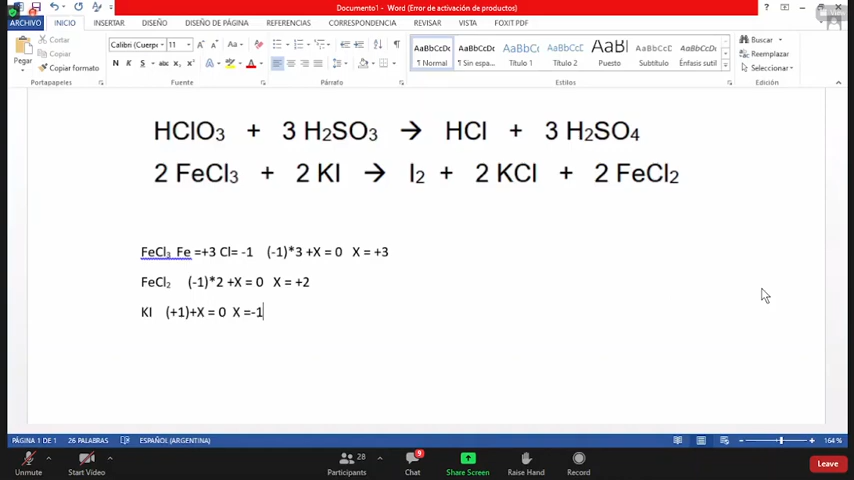 Documento1 - Word (Error de activación de productos)
ARCHIVO INICIO INSERTAR DISEÑO DISEÑO DE PÁGINA REFERENCIAS CORRESPONDENCIA REVISAR VISTA FOXIT PDF
Cortar
Copiar
Copiar formato
Pegar
Portapapeles
Calibri (Cuerpo 11
Fuente
Párrafo
AaBbCcDc AaBbCcDc AaBbCc AaBbCcC AaBl AaBbCcC AaBbCcDc
¶ Normal ¶ Sin espa... Título 1 Título 2 Puesto Subtítulo Énfasis sutil
Estilos
Buscar
Reemplazar
Seleccionar
Edición
HClO3 + 3 H2SO3 → HCl + 3 H2SO4
2 FeCl3 + 2 KI → I2 + 2 KCl + 2 FeCl2
FeCl3 Fe =+3 Cl= -1 (-1)*3 +X = 0 X = +3
FeCl2 (-1)*2 +X = 0 X = +2
KI (+1)+X = 0 X =-1
PÁGINA 1 DE 1 26 PALABRAS ESPAÑOL (ARGENTINA) 164 %
Unmute Start Video Participants 28 Chat 9 Share Screen Raise Hand Record Leave